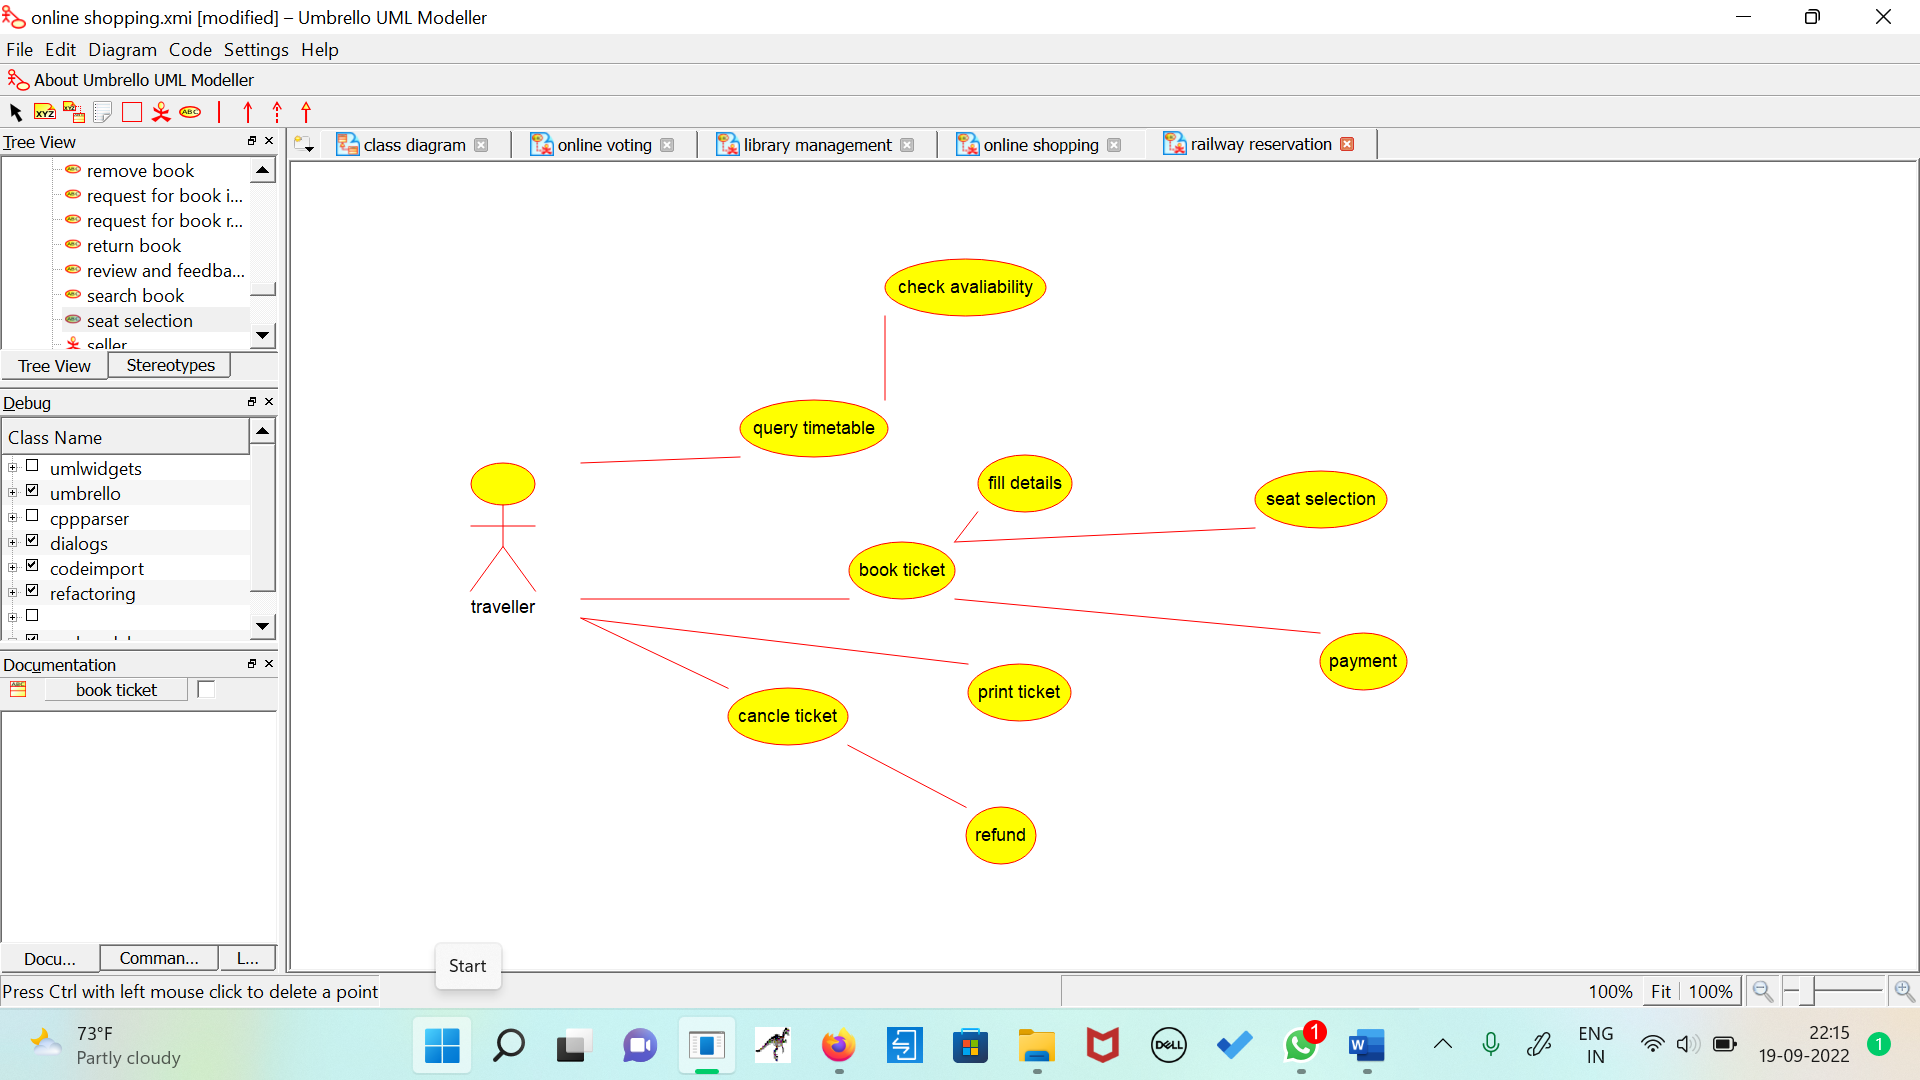 online shopping.xmi [modified] – Umbrello UML Modeller
File Edit Diagram Code Settings Help
About Umbrello UML Modeller
XYZ XYZ ABC
Tree View
class diagram online voting library management online shopping railway reservation
remove book
request for book i...
request for book r...
return book
review and feedba...
search book
seat selection
seller
Tree View Stereotypes
Debug
Class Name
umlwidgets
umbrello
cppparser
dialogs
codeimport
refactoring
Documentation
book ticket
Docu... Comman... L...
check avaliability
query timetable
fill details
seat selection
book ticket
traveller
payment
print ticket
cancle ticket
refund
Start
Press Ctrl with left mouse click to delete a point
100% Fit 100%
73°F
Partly cloudy
DELL
1
W
ENG
IN
22:15
19-09-2022
1